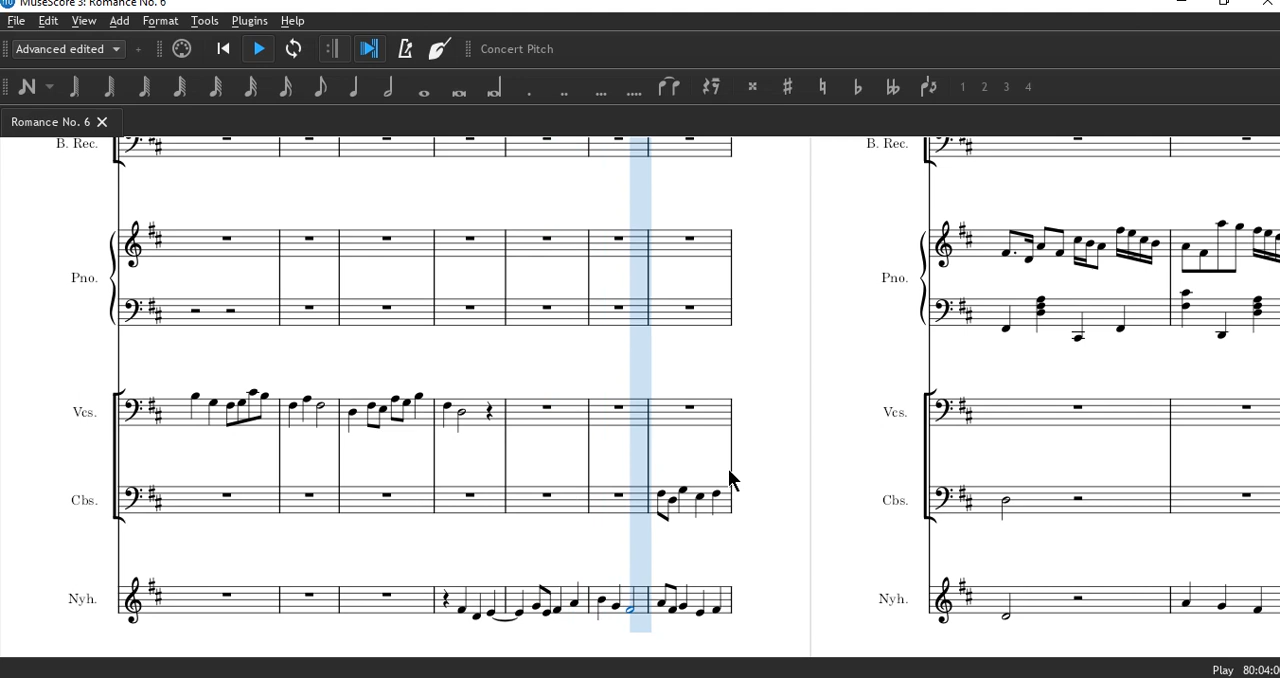 MuseScore 3: Romance No. 6
File Edit View Add Format Tools Plugins Help
Advanced edited + Concert Pitch
1 2 3 4
Romance No. 6
B. Rec. B. Rec.
Pno. Pno.
Vcs. Vcs.
Cbs. Cbs.
Nyh. Nyh.
Play 80:04:0